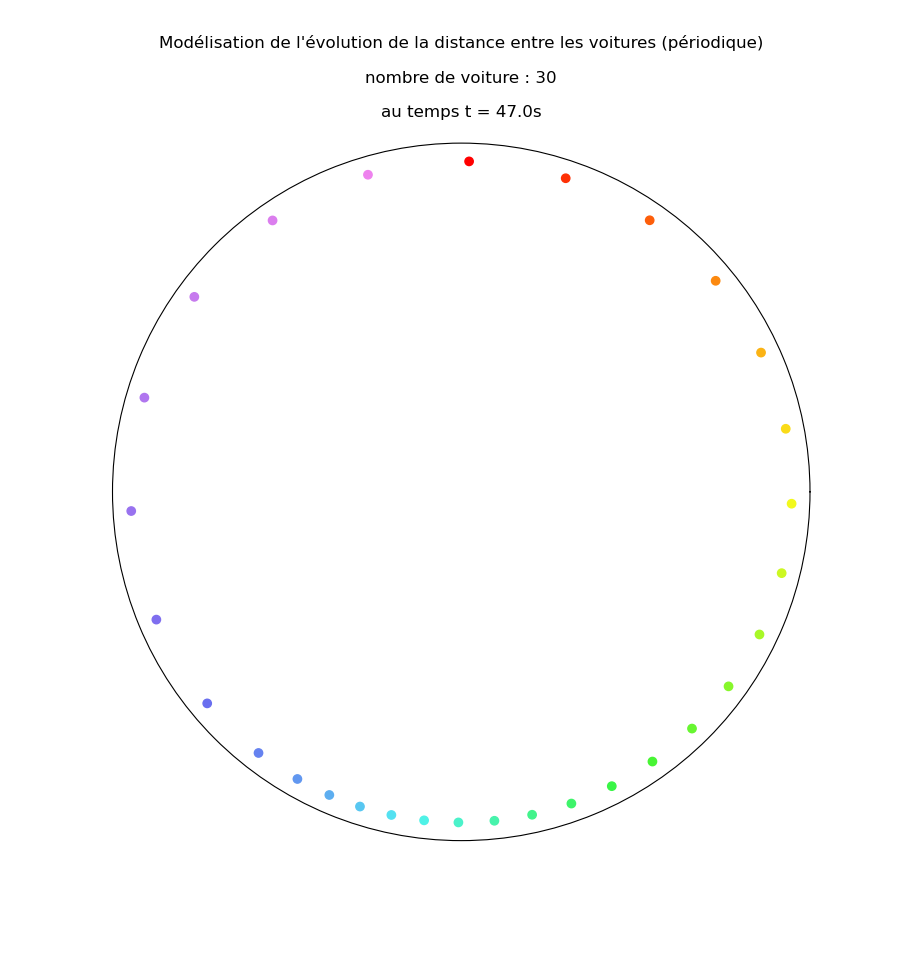 Modélisation de l'évolution de la distance entre les voitures (périodique)
nombre de voiture : 30
au temps t = 47.0s